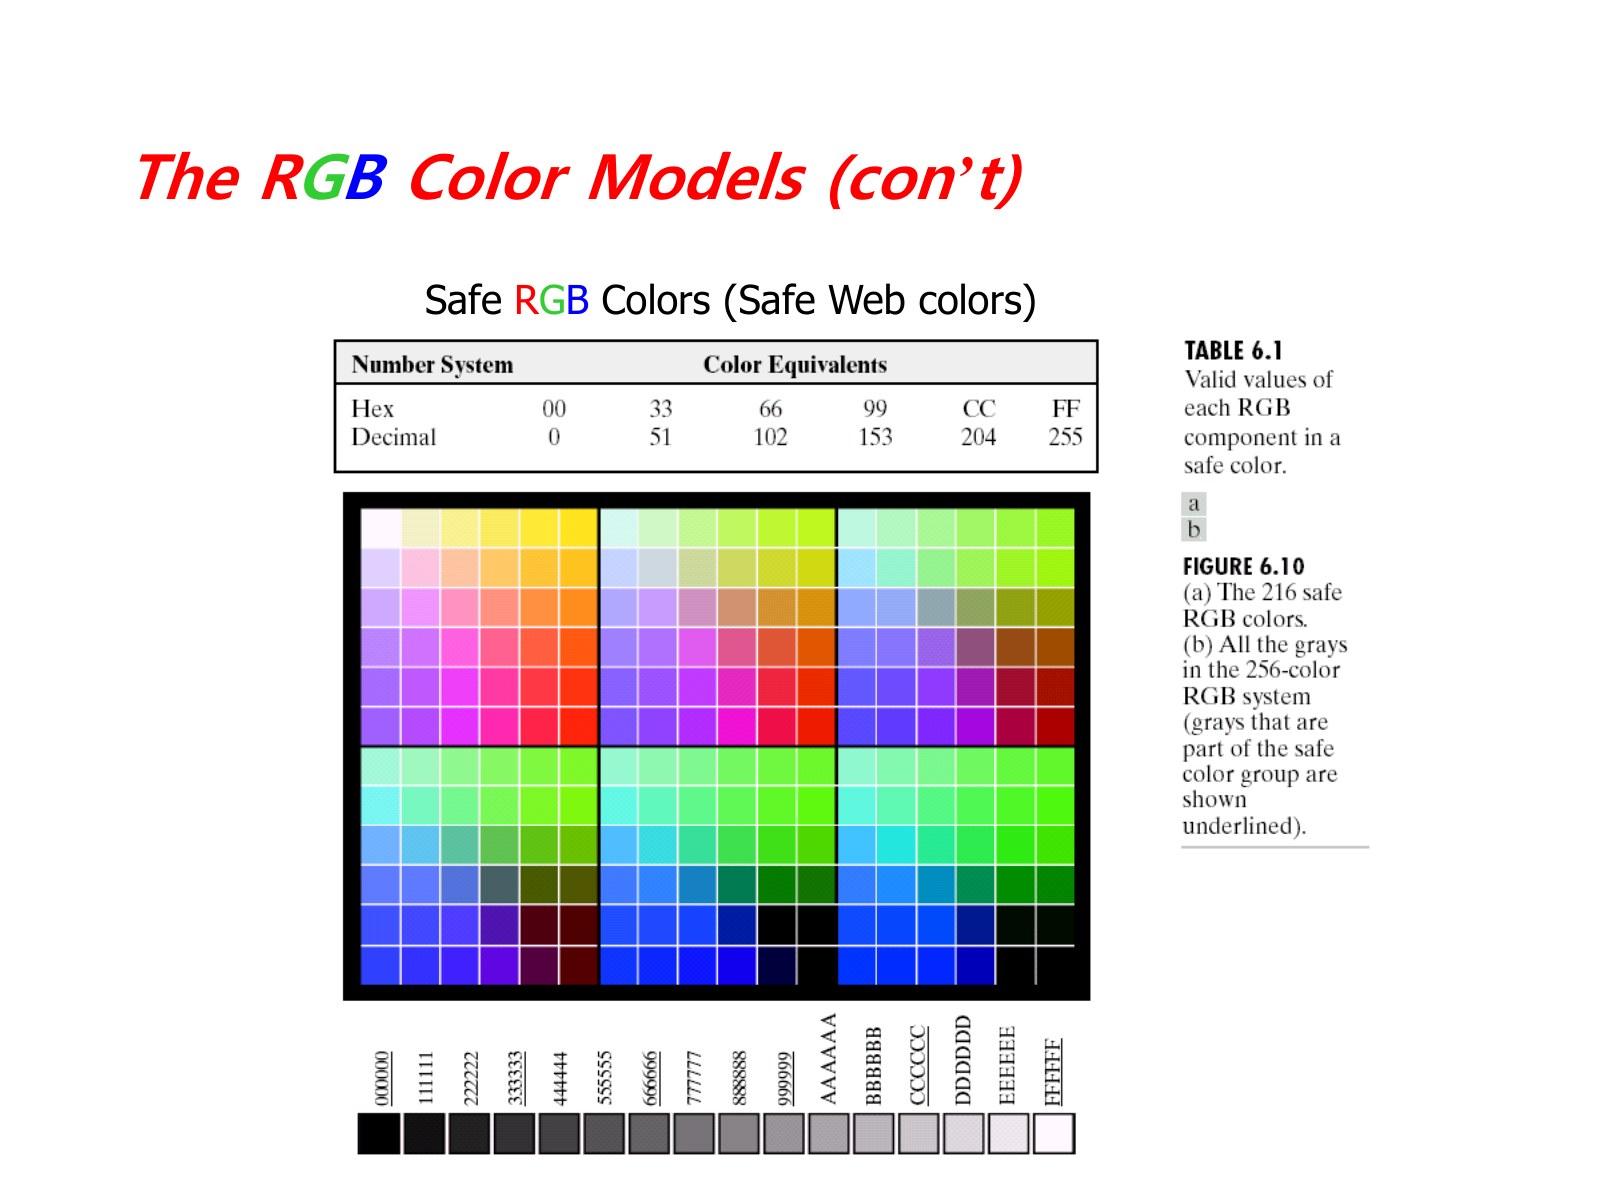 The RGB Color Models (con’t)
Safe RGB Colors (Safe Web colors)
Number System Color Equivalents
Hex 00 33 66 99 CC FF
Decimal 0 51 102 153 204 255
TABLE 6.1
Valid values of
each RGB
component in a
safe color.
a
b
FIGURE 6.10
(a) The 216 safe
RGB colors.
(b) All the grays
in the 256-color
RGB system
(grays that are
part of the safe
color group are
shown
underlined).
000000
111111
222222
333333
444444
555555
666666
777777
888888
999999
AAAAAA
BBBBBB
CCCCCC
DDDDDD
EEEEEE
FFFFFF